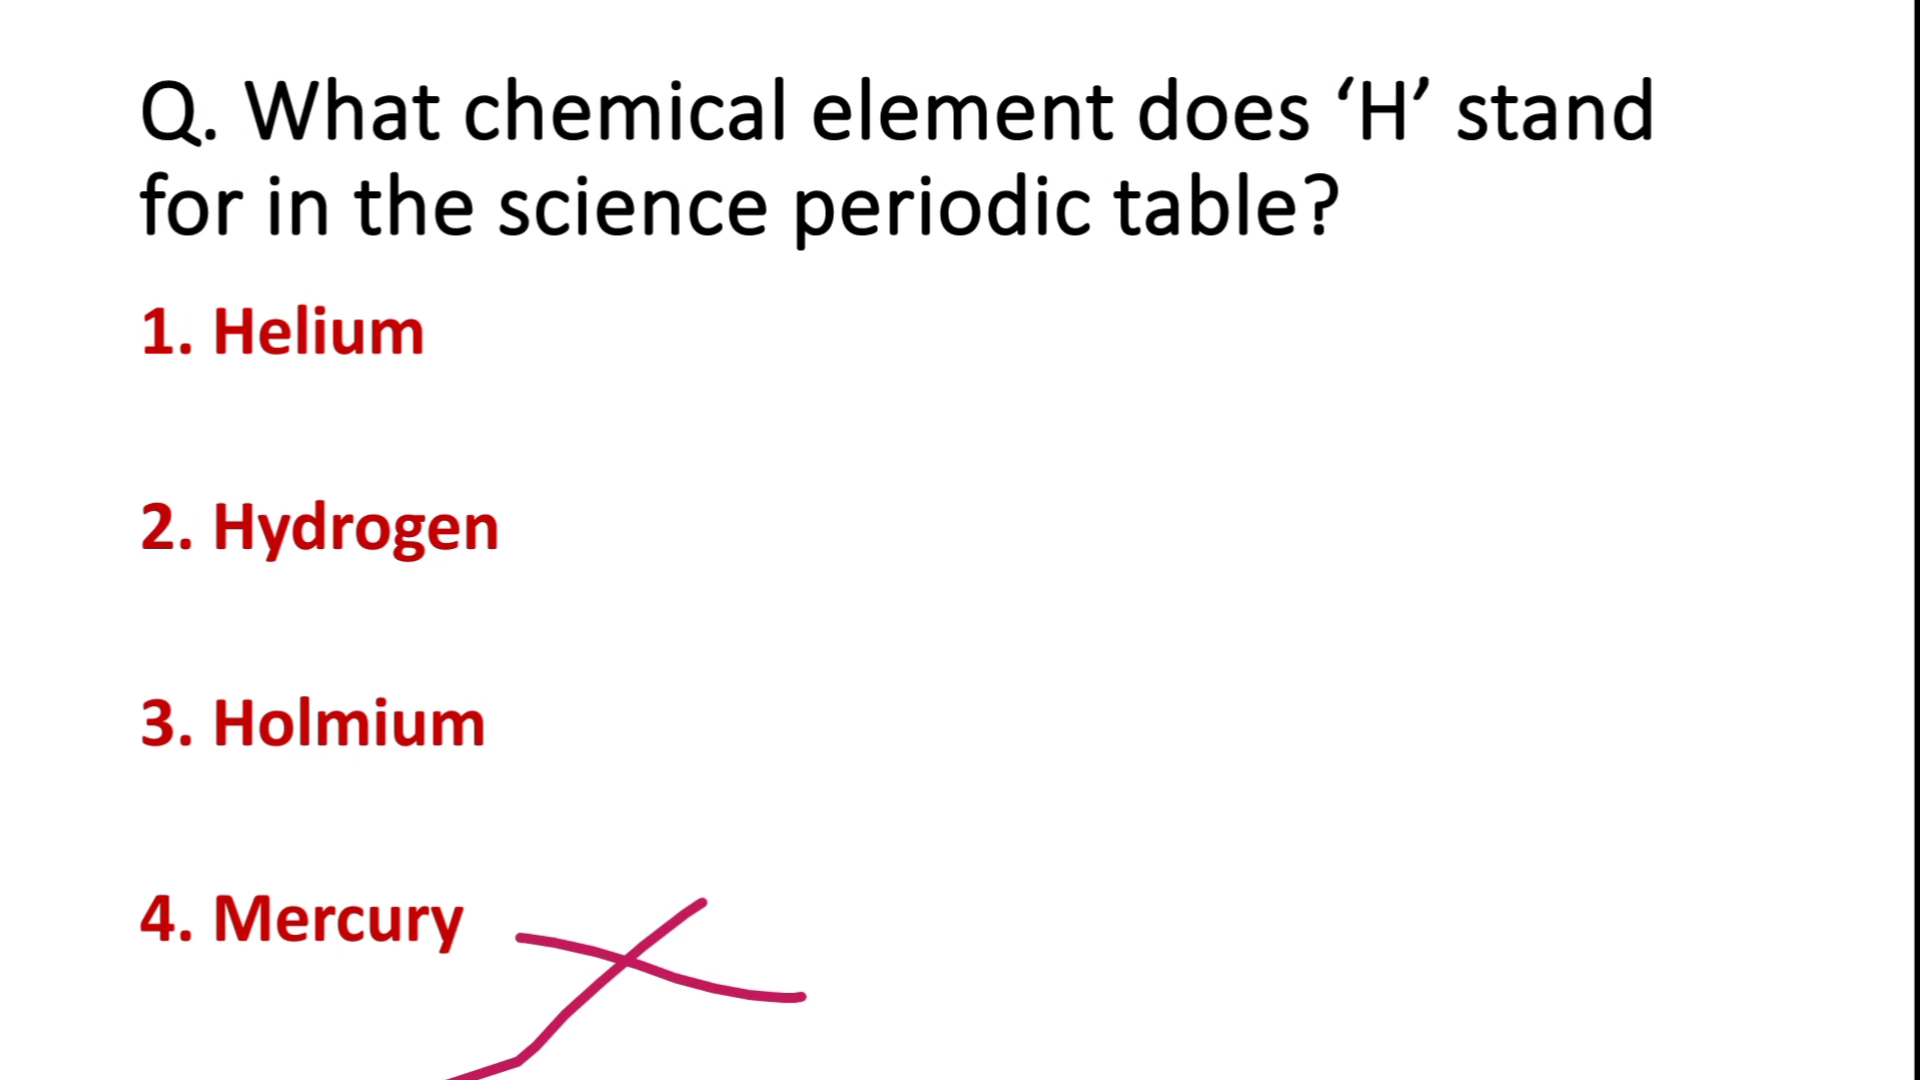 Q. What chemical element does ‘H’ stand
for in the science periodic table?
1. Helium
2. Hydrogen
3. Holmium
4. Mercury